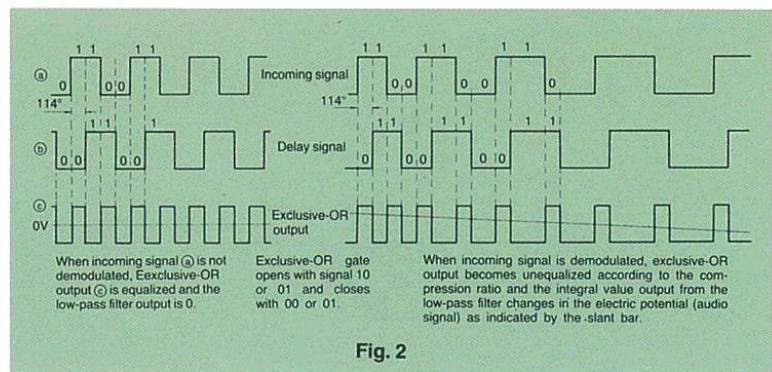 1 1 1 1 1 1 1 1 1 1
ⓐ 0 0 0 Incoming signal 0 0 0 0 0 0
114° 114°
1 1 1 1 1 1 1 1 1
ⓑ 0 0 0 0 Delay signal 0 0 0 0 0
ⓒ
0V
Exclusive-OR
output
When incoming signal ⓐ is not
demodulated, Eexclusive-OR
output ⓒ is equalized and the
low-pass filter output is 0.
Exclusive-OR gate
opens with signal 10
or 01 and closes
with 00 or 01.
When incoming signal is demodulated, exclusive-OR
output becomes unequalized according to the com-
pression ratio and the integral value output from the
low-pass filter changes in the electric potential (audio
signal) as indicated by the slant bar.
Fig. 2